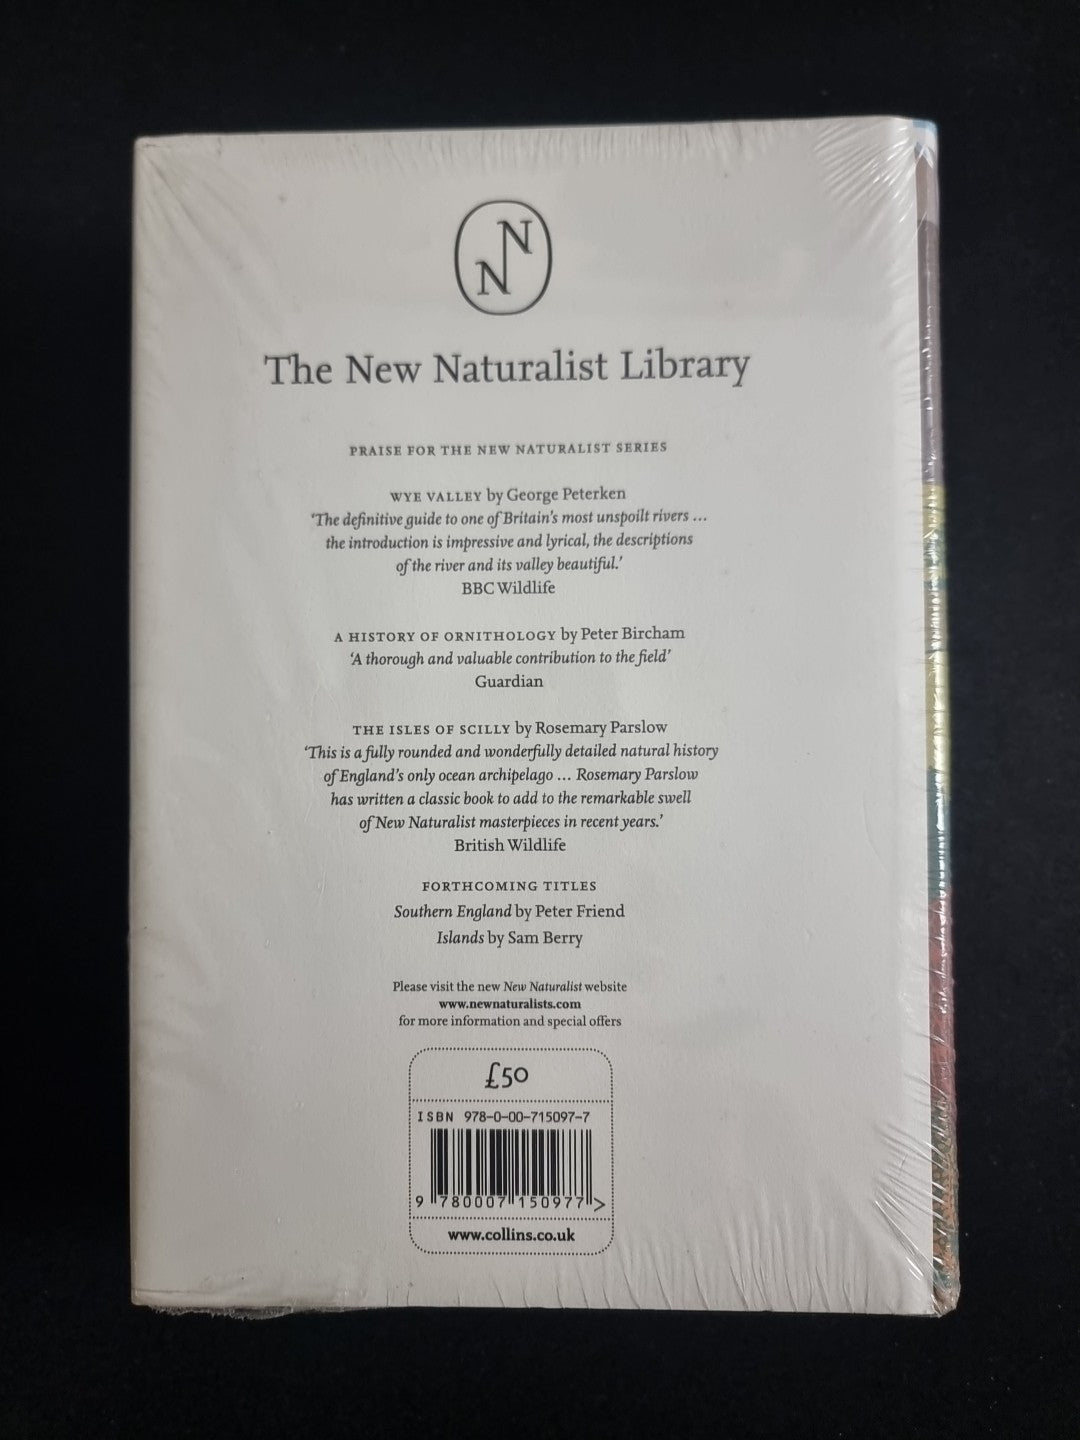 NN
The New Naturalist Library
PRAISE FOR THE NEW NATURALIST SERIES
WYE VALLEY by George Peterken
‘The definitive guide to one of Britain’s most unspoilt rivers ...
the introduction is impressive and lyrical, the descriptions
of the river and its valley beautiful.’
BBC Wildlife
A HISTORY OF ORNITHOLOGY by Peter Bircham
‘A thorough and valuable contribution to the field’
Guardian
THE ISLES OF SCILLY by Rosemary Parslow
‘This is a fully rounded and wonderfully detailed natural history
of England’s only ocean archipelago ... Rosemary Parslow
has written a classic book to add to the remarkable swell
of New Naturalist masterpieces in recent years.’
British Wildlife
FORTHCOMING TITLES
Southern England by Peter Friend
Islands by Sam Berry
Please visit the new New Naturalist website
www.newnaturalists.com
for more information and special offers
£50
ISBN 978-0-00-715097-7
9 780007 150977 >
www.collins.co.uk